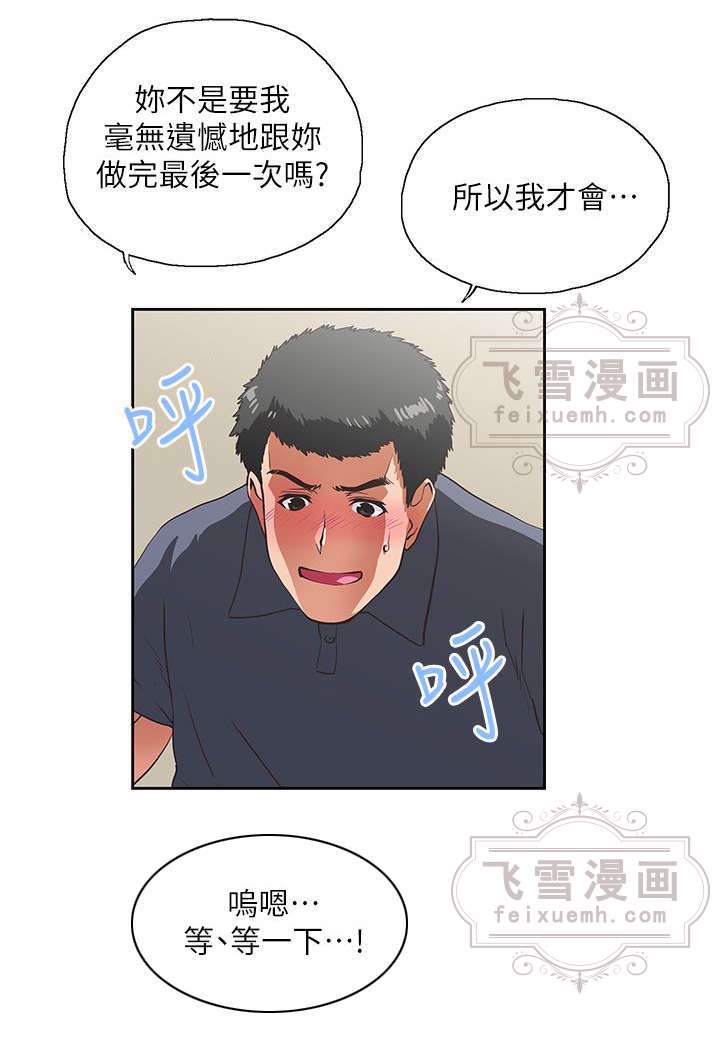 妳不是要我
毫無遺憾地跟妳
做完最後一次嗎?
所以我才會…
飞雪漫画
feixuemh.com
呼
呼
飞雪漫画
feixuemh.com
嗚嗯…
等、等一下…!